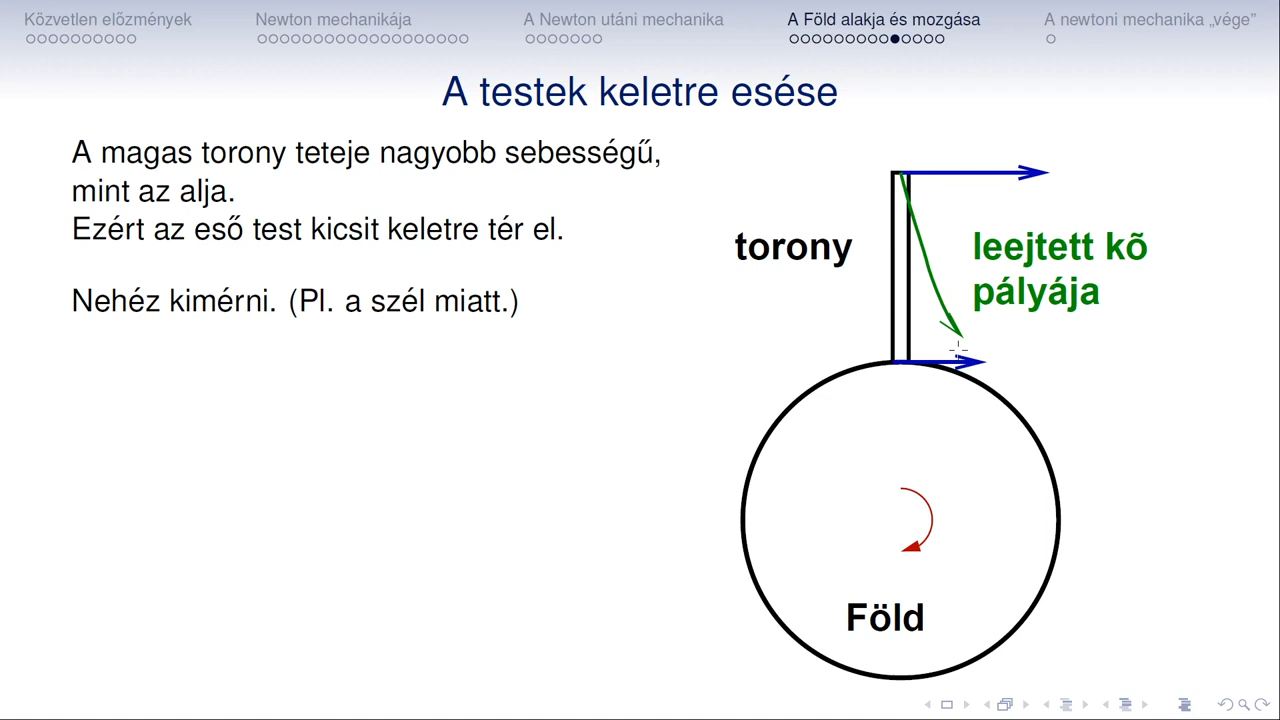 Közvetlen előzmények
Newton mechanikája
A Newton utáni mechanika
A Föld alakja és mozgása
A newtoni mechanika „vége”
A testek keletre esése
A magas torony teteje nagyobb sebességű,
mint az alja.
Ezért az eső test kicsit keletre tér el.
Nehéz kimérni. (Pl. a szél miatt.)
torony
leejtett kõ
pályája
Föld